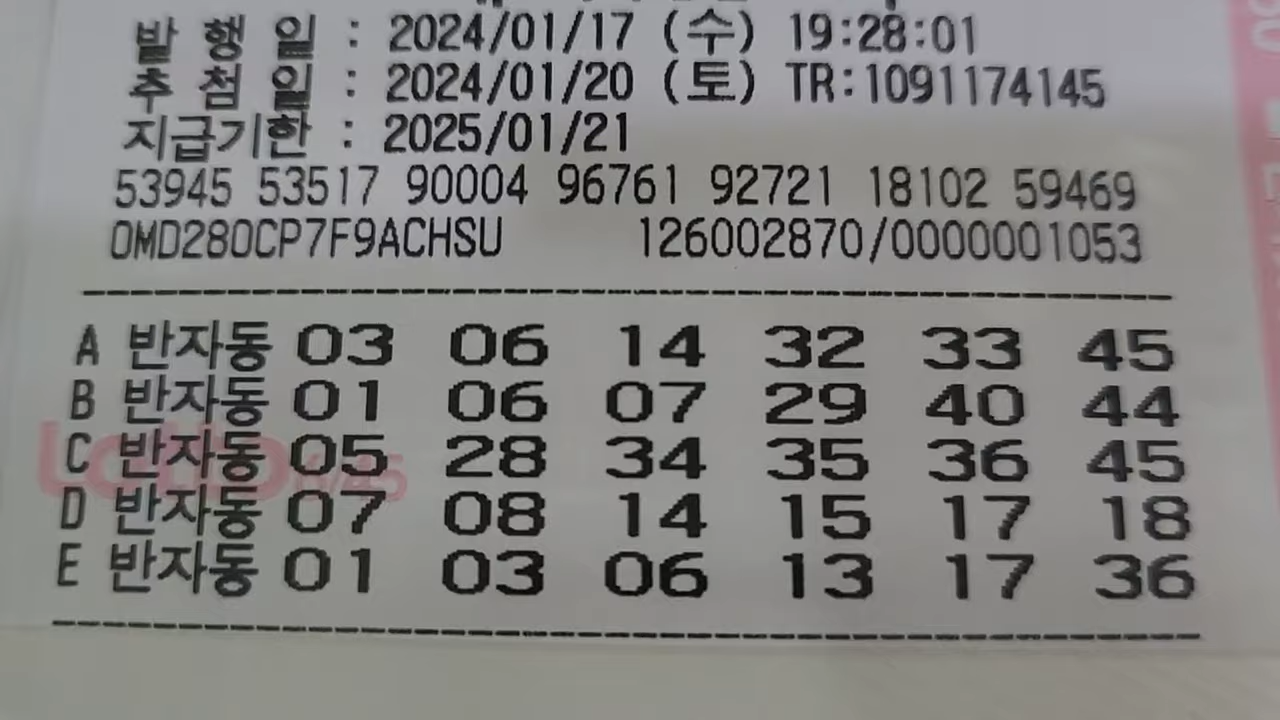 발 행 일 : 2024/01/17 (수) 19:28:01
추 첨 일 : 2024/01/20 (토) TR:1091174145
지급기한 : 2025/01/21
53945 53517 90004 96761 92721 18102 59469
0MD280CP7F9ACHSU 126002870/0000001053
A 반자동 03 06 14 32 33 45
B 반자동 01 06 07 29 40 44
C 반자동 05 28 34 35 36 45
D 반자동 07 08 14 15 17 18
E 반자동 01 03 06 13 17 36
Lotto 6/45